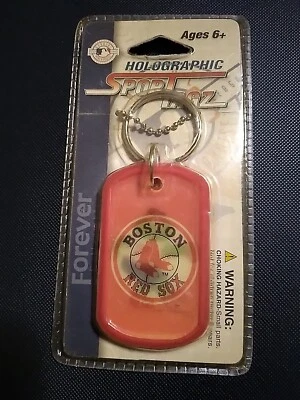 Ages 6+
HOLOGRAPHIC
Forever
BOSTON
RED SOX
WARNING:
CHOKING HAZARD-Small parts.